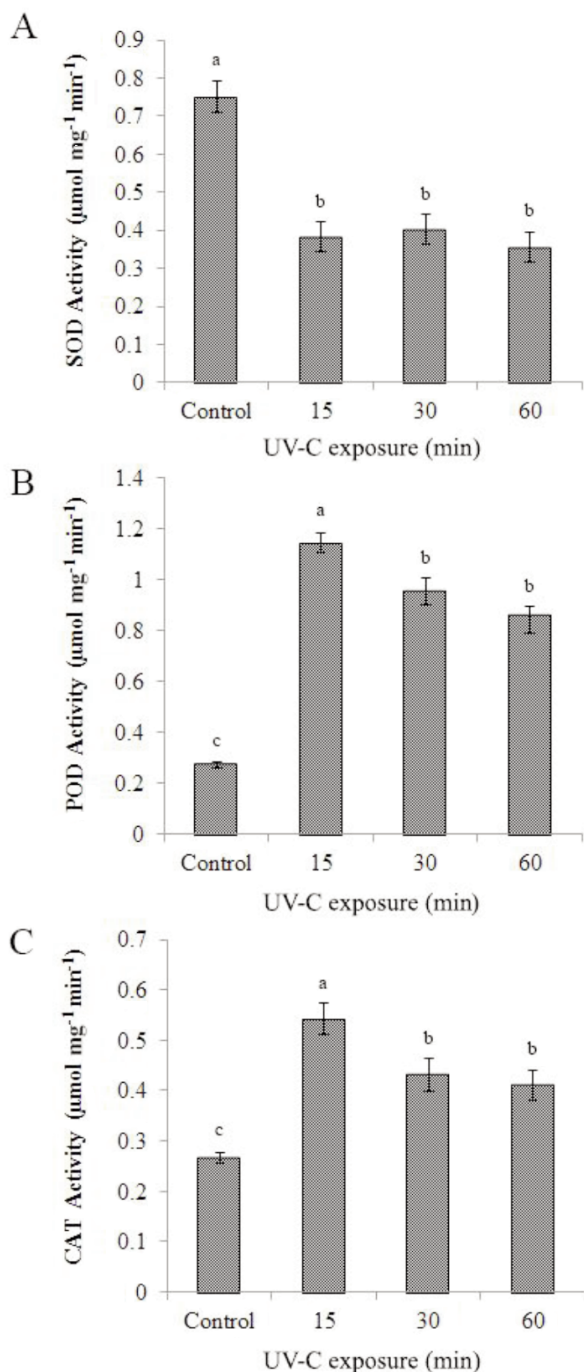 A
SOD Activity (µmol mg⁻¹ min⁻¹)
0.9
0.8
0.7
0.6
0.5
0.4
0.3
0.2
0.1
0
a
b
b
b
Control 15 30 60
UV-C exposure (min)
B
POD Activity (µmol mg⁻¹ min⁻¹)
1.4
1.2
1
0.8
0.6
0.4
0.2
0
a
b
b
c
Control 15 30 60
UV-C exposure (min)
C
CAT Activity (µmol mg⁻¹ min⁻¹)
0.7
0.6
0.5
0.4
0.3
0.2
0.1
0
a
b
b
c
Control 15 30 60
UV-C exposure (min)